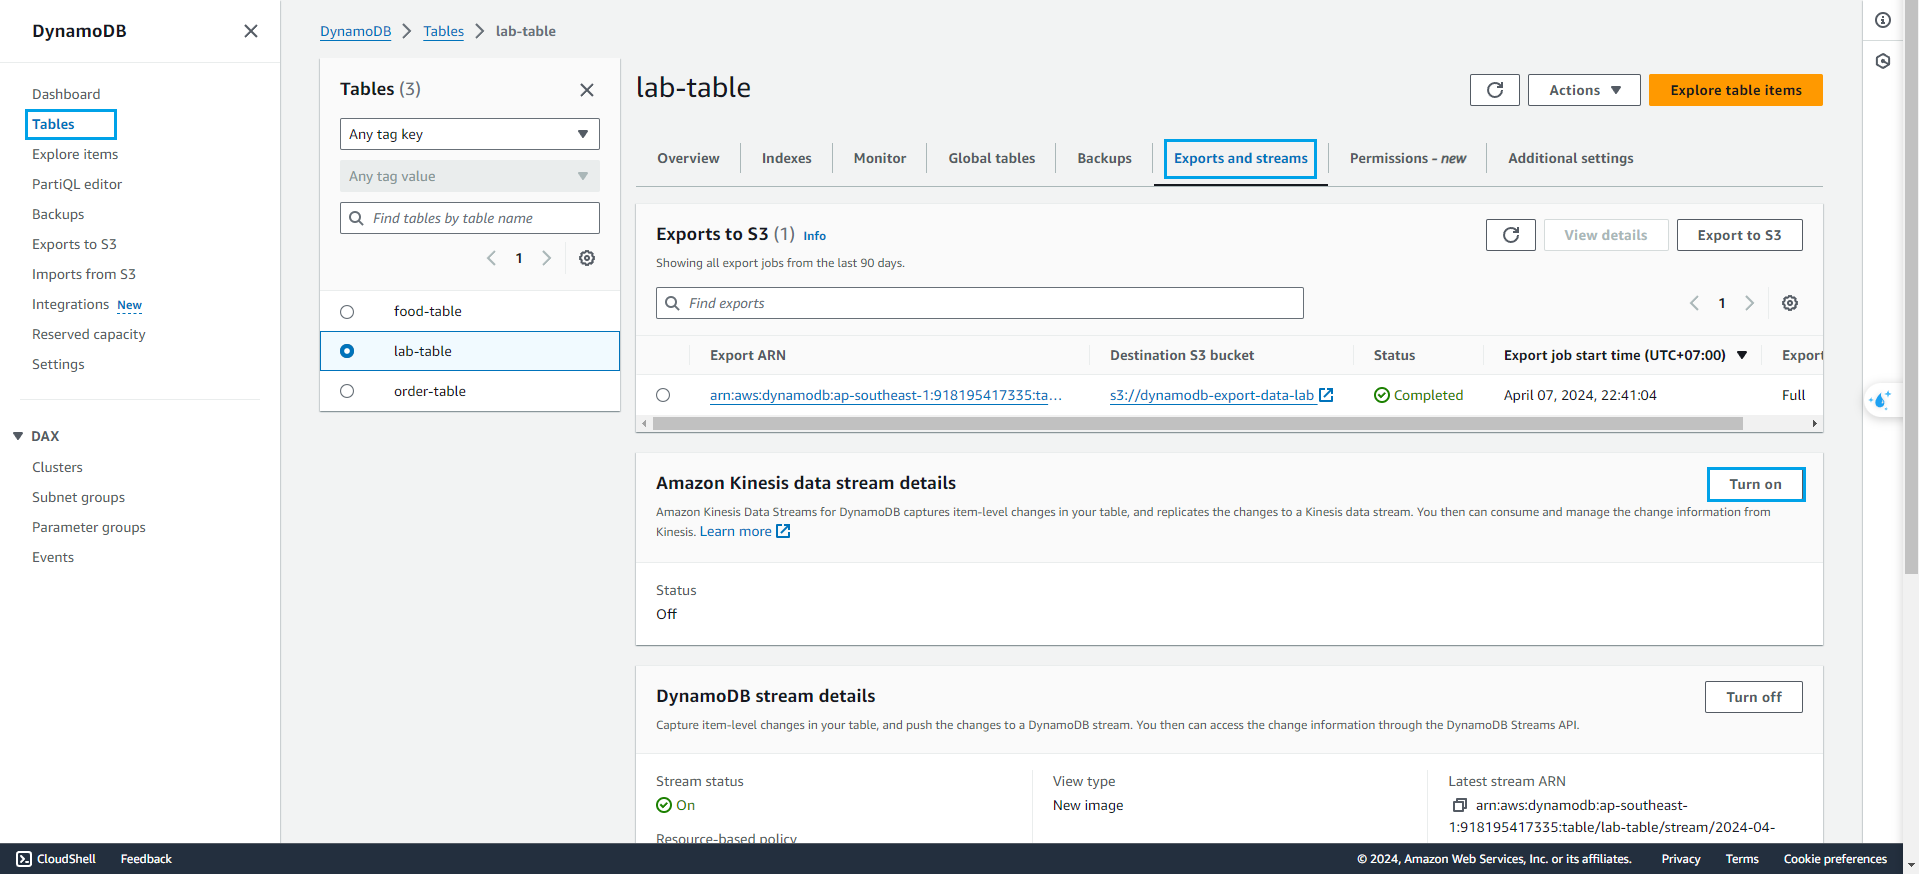 DynamoDB
Dashboard
Tables
Explore items
PartiQL editor
Backups
Exports to S3
Imports from S3
Integrations New
Reserved capacity
Settings
DAX
Clusters
Subnet groups
Parameter groups
Events
DynamoDB > Tables > lab-table
Tables (3)
Any tag key
Any tag value
Find tables by table name
1
food-table
lab-table
order-table
lab-table
Actions
Explore table items
Overview
Indexes
Monitor
Global tables
Backups
Exports and streams
Permissions - new
Additional settings
Exports to S3 (1) Info
View details
Export to S3
Showing all export jobs from the last 90 days.
Find exports
1
Export ARN
Destination S3 bucket
Status
Export job start time (UTC+07:00)
Export
arn:aws:dynamodb:ap-southeast-1:918195417335:ta...
s3://dynamodb-export-data-lab
Completed
April 07, 2024, 22:41:04
Full
Amazon Kinesis data stream details
Turn on
Amazon Kinesis Data Streams for DynamoDB captures item-level changes in your table, and replicates the changes to a Kinesis data stream. You then can consume and manage the change information from
Kinesis. Learn more
Status
Off
DynamoDB stream details
Turn off
Capture item-level changes in your table, and push the changes to a DynamoDB stream. You then can access the change information through the DynamoDB Streams API.
Stream status
On
Resource-based policy
View type
New image
Latest stream ARN
arn:aws:dynamodb:ap-southeast-
1:918195417335:table/lab-table/stream/2024-04-
CloudShell
Feedback
© 2024, Amazon Web Services, Inc. or its affiliates.
Privacy
Terms
Cookie preferences